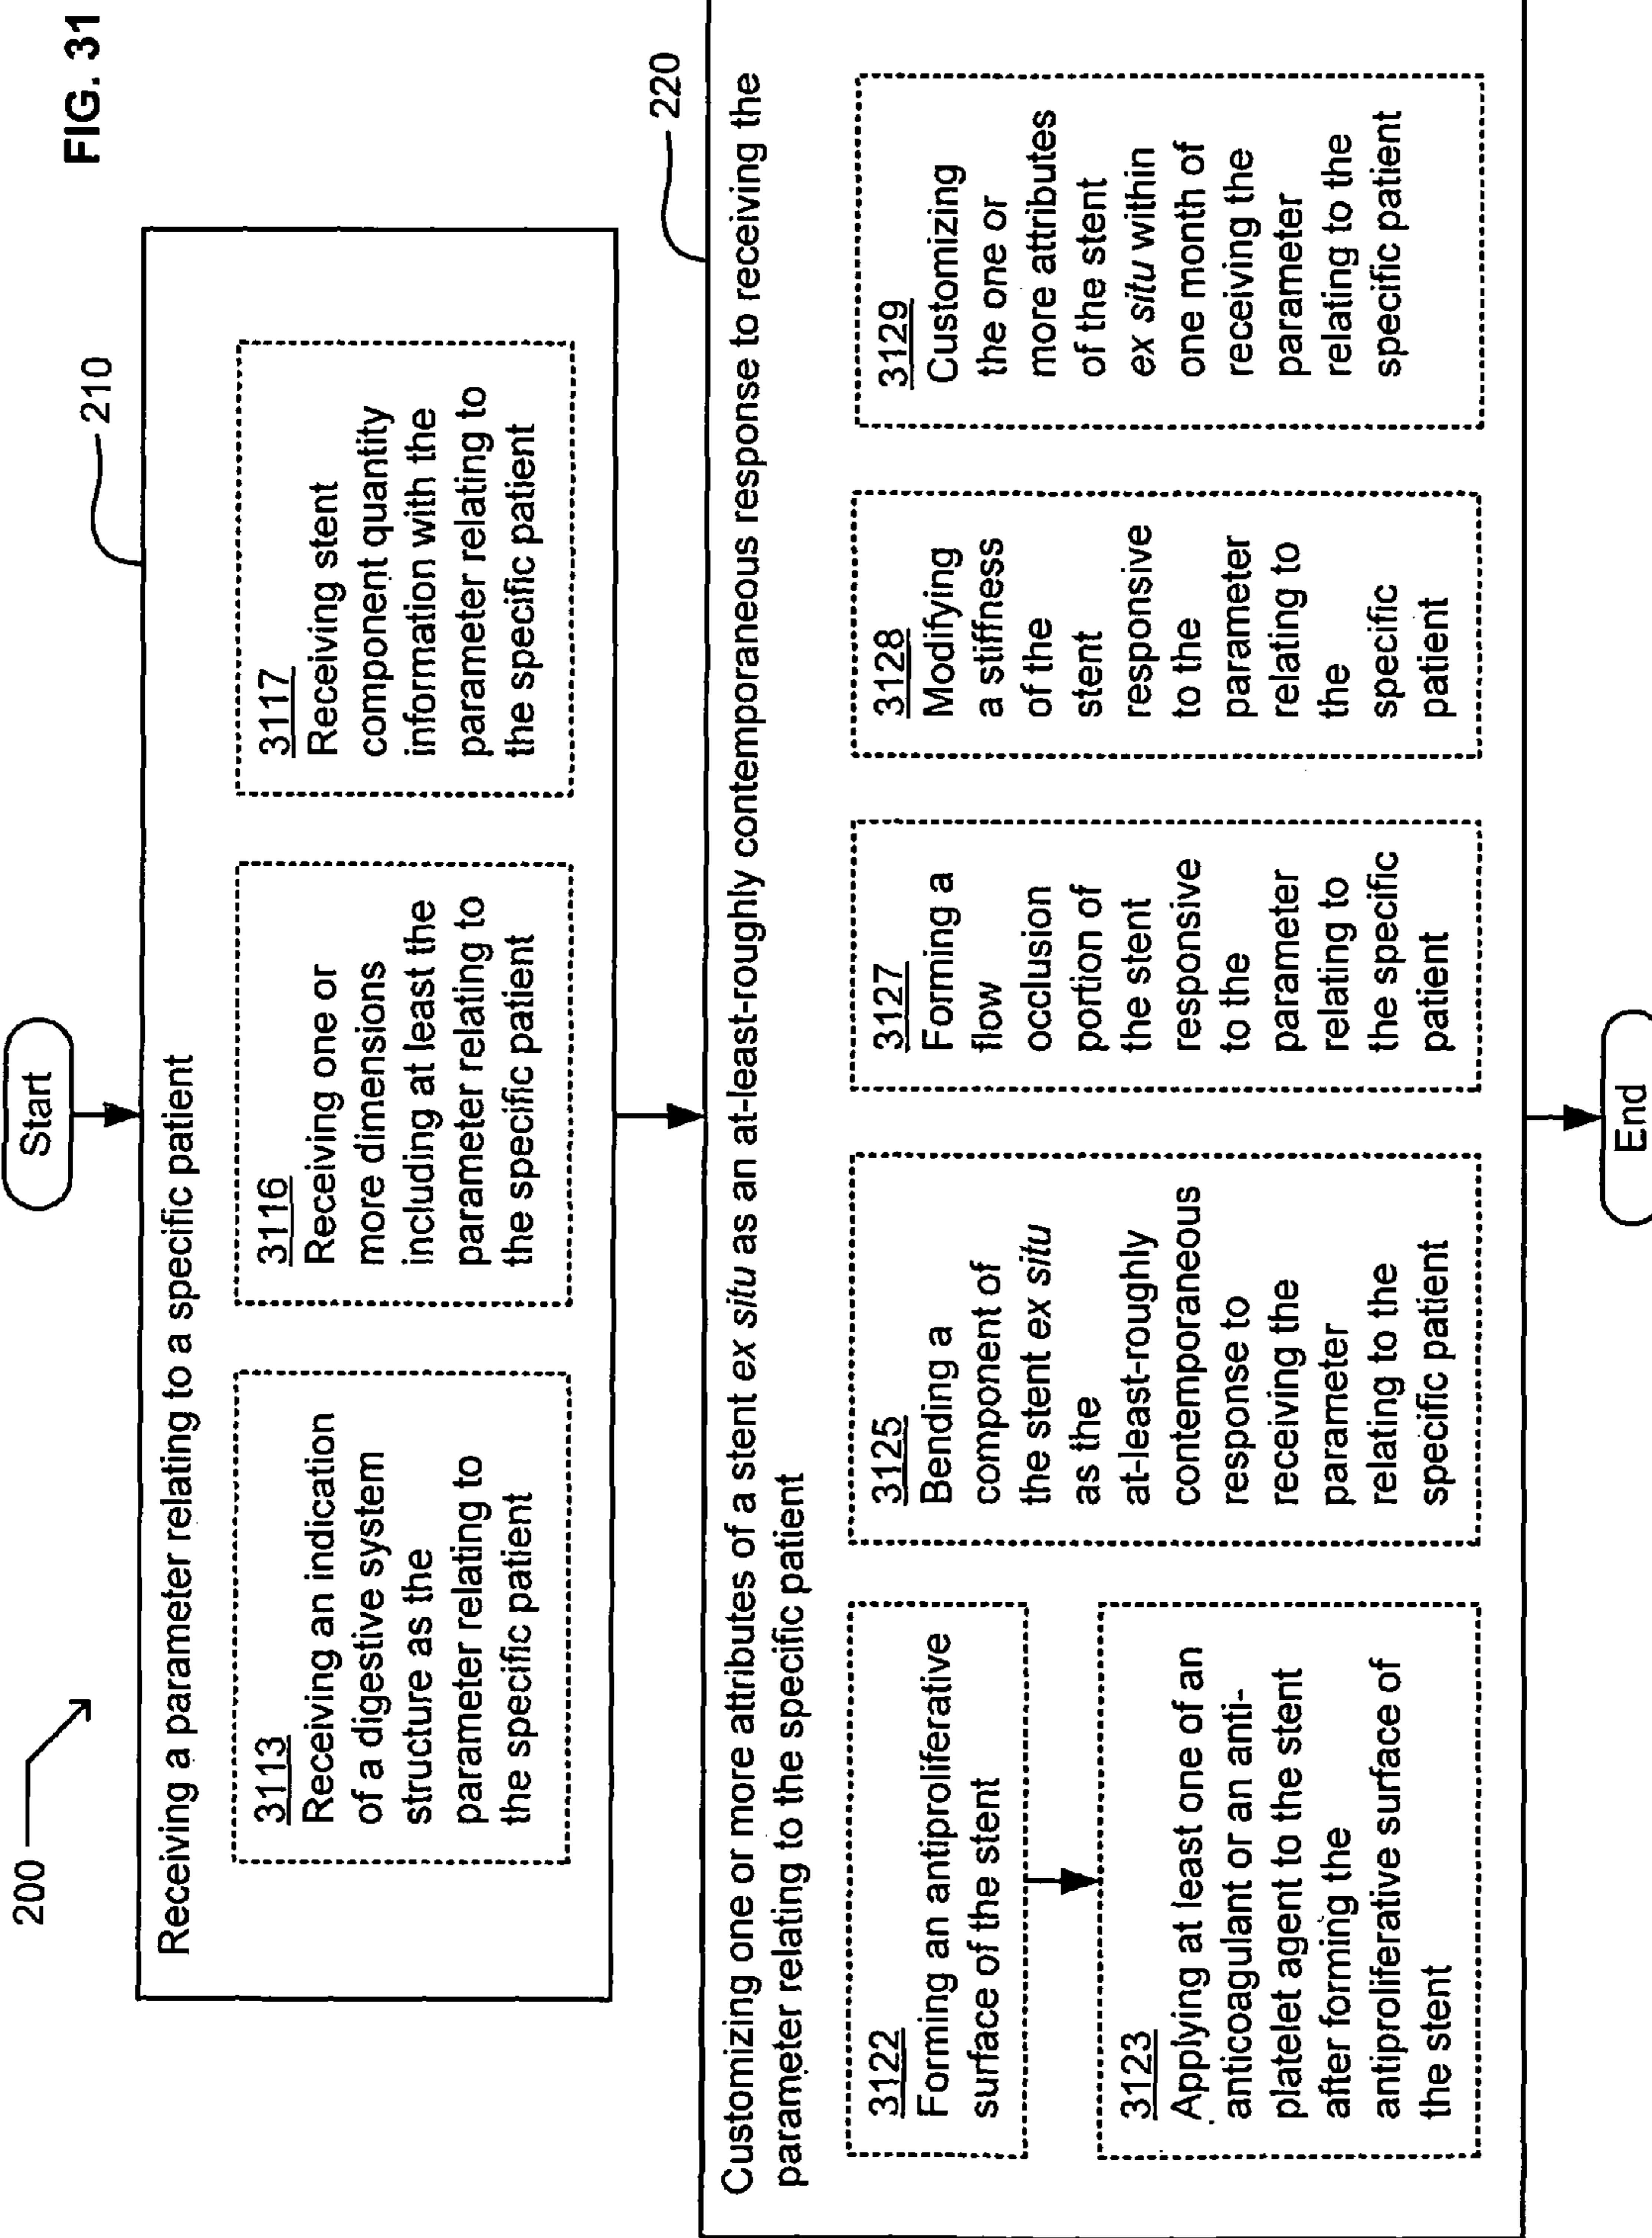 FIG. 31
200
Start
210
Receiving a parameter relating to a specific patient
3113
Receiving an indication
of a digestive system
structure as the
parameter relating to
the specific patient
3116
Receiving one or
more dimensions
including at least the
parameter relating to
the specific patient
3117
Receiving stent
component quantity
information with the
parameter relating to
the specific patient
220
Customizing one or more attributes of a stent ex situ as an at-least-roughly contemporaneous response to receiving the
parameter relating to the specific patient
3122
Forming an antiproliferative
surface of the stent
3123
Applying at least one of an
anticoagulant or an anti-
platelet agent to the stent
after forming the
antiproliferative surface of
the stent
3125
Bending a
component of
the stent ex situ
as the
at-least-roughly
contemporaneous
response to
receiving the
parameter
relating to the
specific patient
3127
Forming a
flow
occlusion
portion of
the stent
responsive
to the
parameter
relating to
the specific
patient
3128
Modifying
a stiffness
of the
stent
responsive
to the
parameter
relating to
the
specific
patient
3129
Customizing
the one or
more attributes
of the stent
ex situ within
one month of
receiving the
parameter
relating to the
specific patient
End